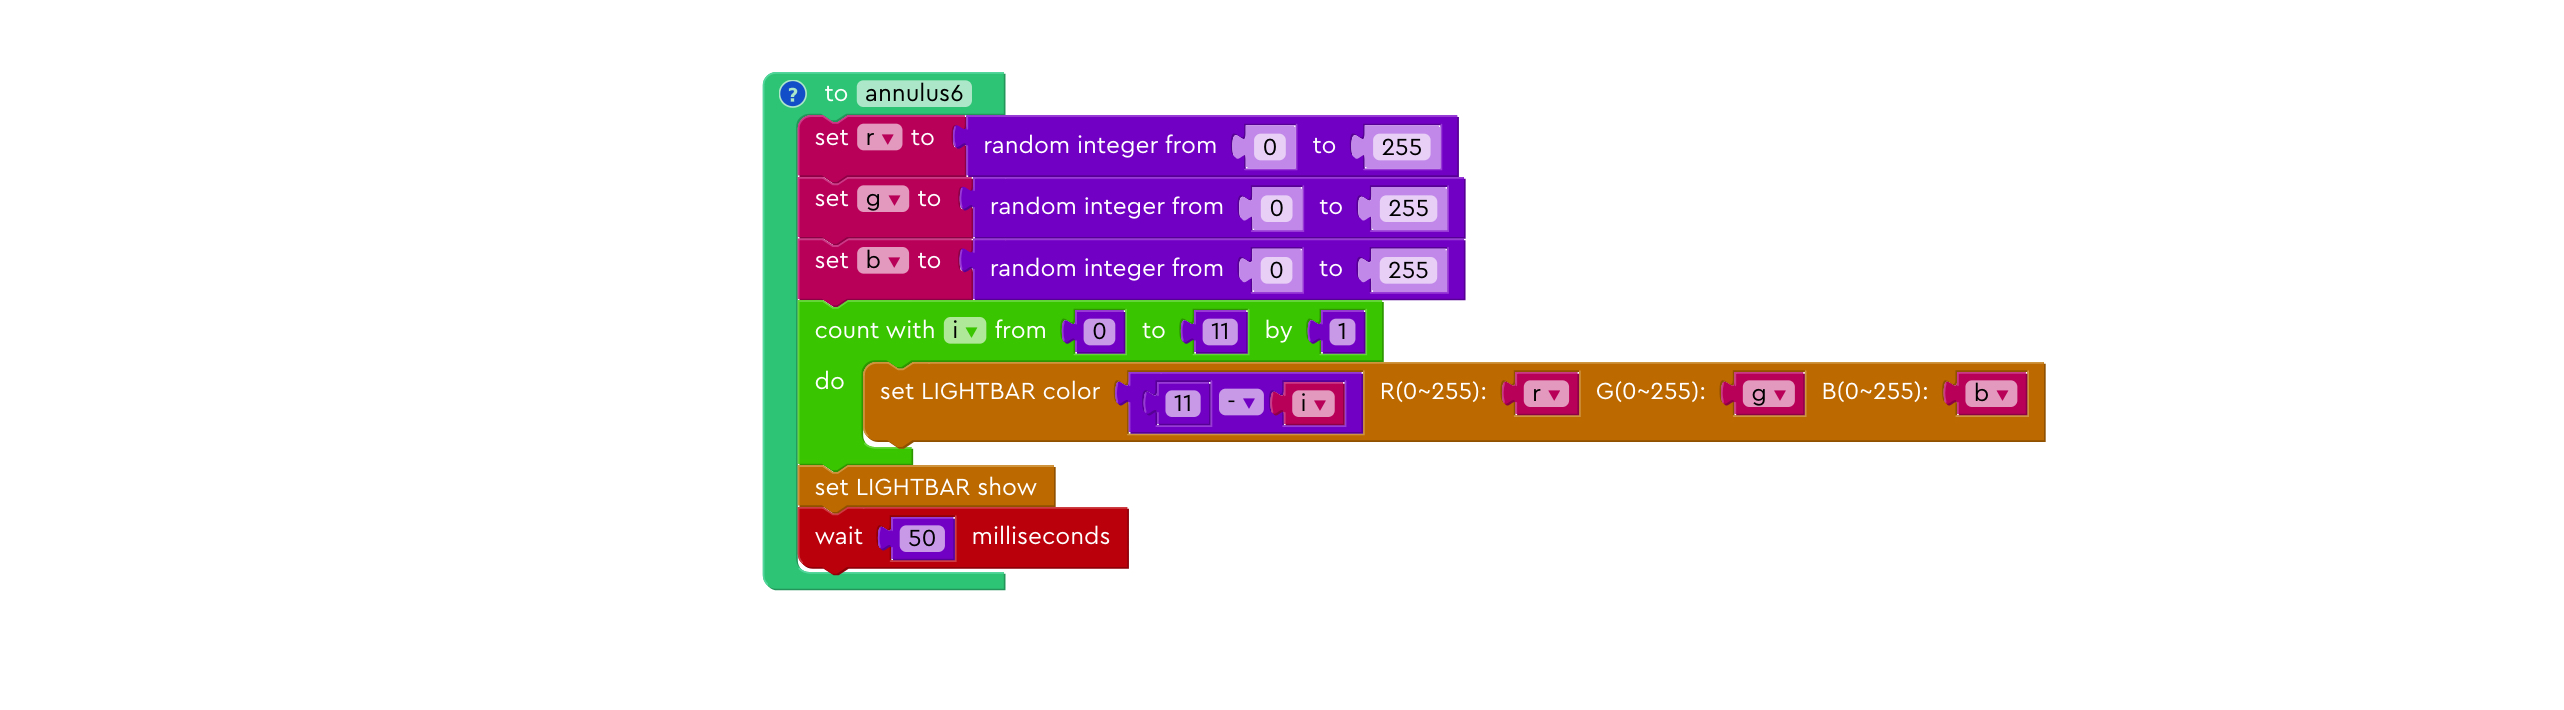 ? to annulus6
set r ▾ to random integer from 0 to 255
set g ▾ to random integer from 0 to 255
set b ▾ to random integer from 0 to 255
count with i ▾ from 0 to 11 by 1
do set LIGHTBAR color 11 - ▾ i ▾ R(0~255): r ▾ G(0~255): g ▾ B(0~255): b ▾
set LIGHTBAR show
wait 50 milliseconds